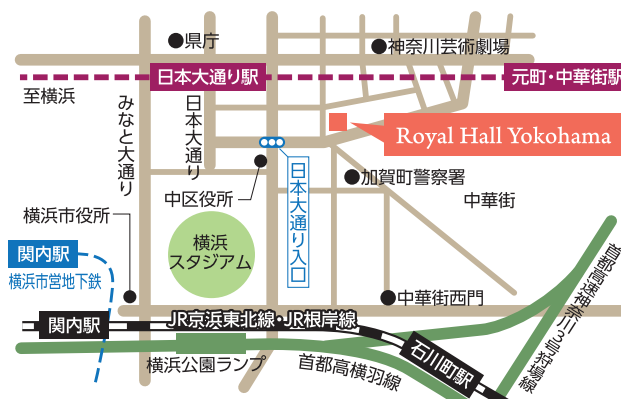 県庁
神奈川芸術劇場
日本大通り駅
元町・中華街駅
至横浜
みなと大通り
日本大通り
Royal Hall Yokohama
中区役所
日本大通り入口
加賀町警察署
中華街
横浜市役所
横浜
スタジアム
関内駅
横浜市営地下鉄
中華街西門
首都高速神奈川3号狩場線
関内駅
JR京浜東北線・JR根岸線
石川町駅
横浜公園ランプ
首都高横羽線